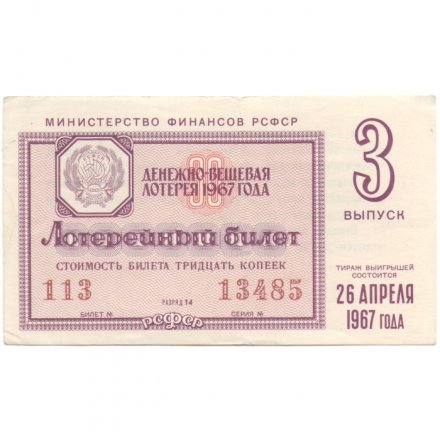 МИНИСТЕРСТВО ФИНАНСОВ РСФСР
3
ВЫПУСК
ДЕНЕЖНО-ВЕЩЕВАЯ
ЛОТЕРЕЯ 1967 ГОДА
Лотерейный билет
СТОИМОСТЬ БИЛЕТА ТРИДЦАТЬ КОПЕЕК
113
13485
БИЛЕТ №
РАЗРЯД 14
СЕРИЯ №
РСФСР
ТИРАЖ ВЫИГРЫШЕЙ
СОСТОИТСЯ
26 АПРЕЛЯ
1967 ГОДА